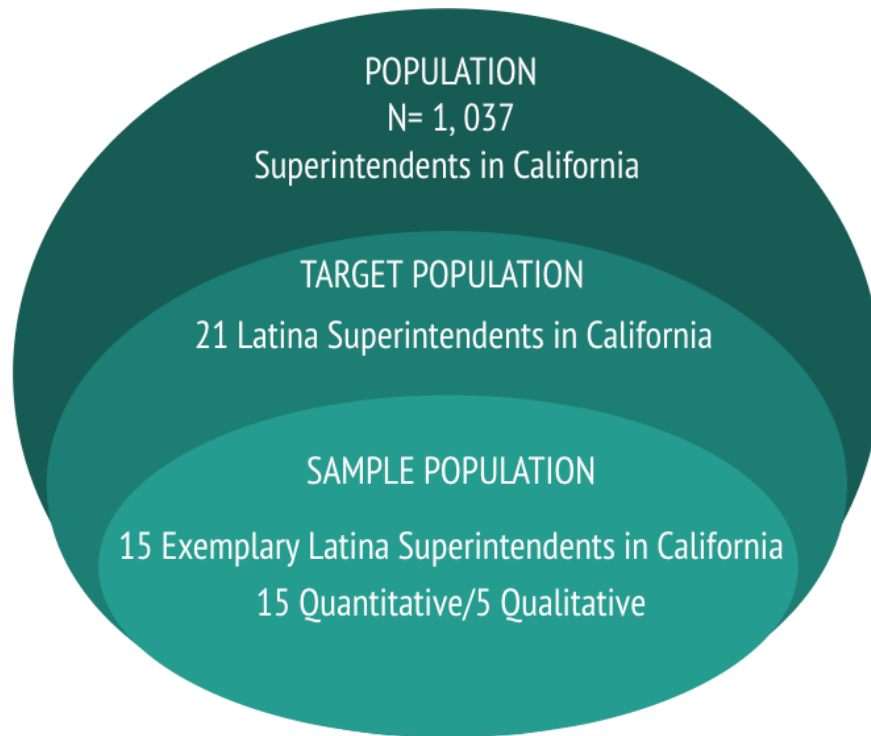 POPULATION
N= 1, 037
Superintendents in California
TARGET POPULATION
21 Latina Superintendents in California
SAMPLE POPULATION
15 Exemplary Latina Superintendents in California
15 Quantitative/5 Qualitative